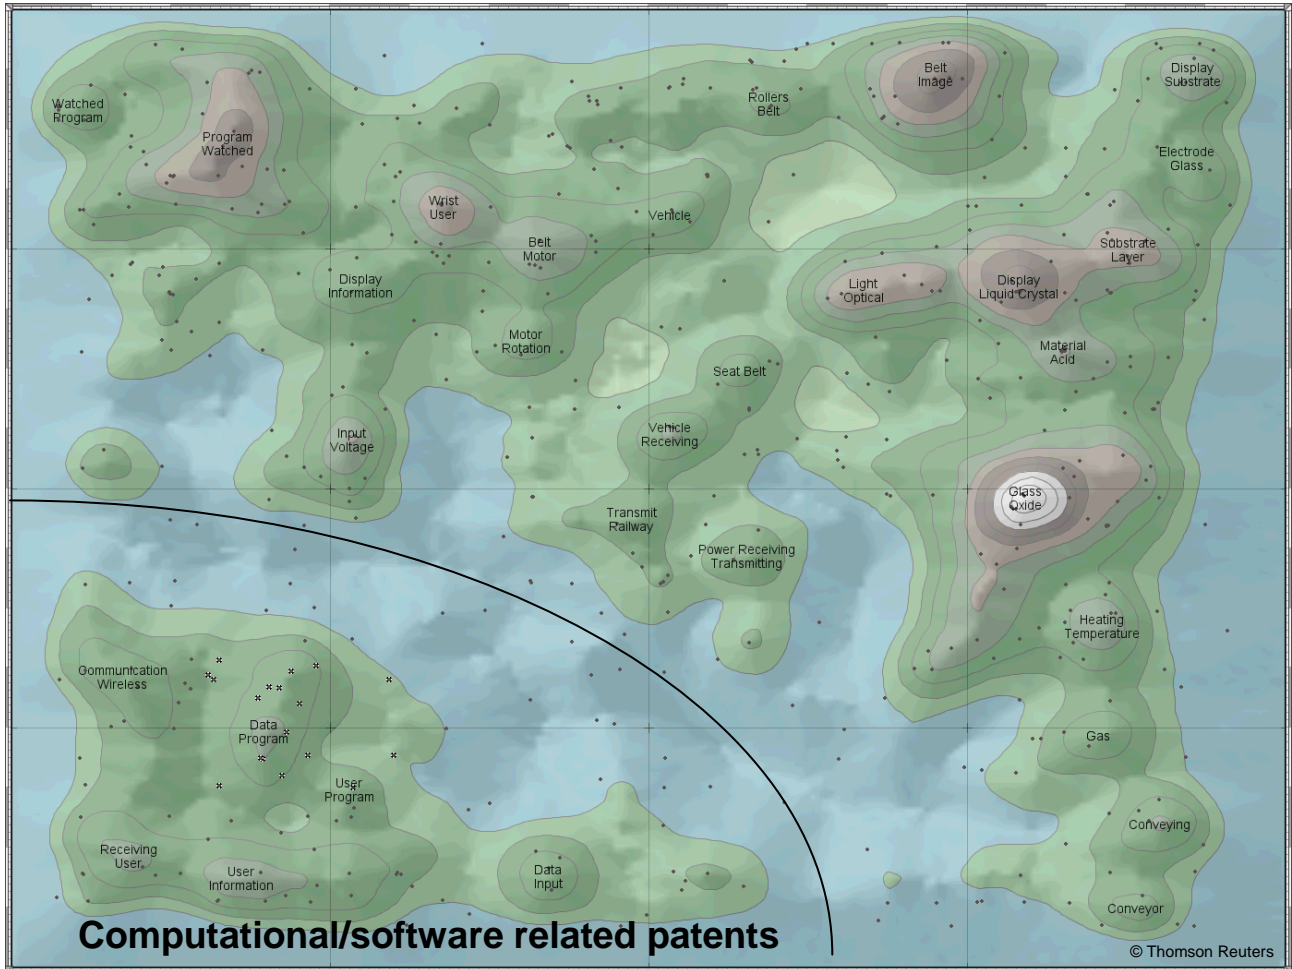 Belt
Image
Display
Substrate
Watched
Program
Rollers
Belt
Program
Watched
Electrode
Glass
Wrist
User
Vehicle
Belt
Motor
Substrate
Layer
Display
Information
Light
Optical
Display
Liquid Crystal
Motor
Rotation
Material
Acid
Seat Belt
Input
Voltage
Vehicle
Receiving
Glass
Oxide
Transmit
Railway
Power Receiving
Transmitting
Heating
Temperature
Communication
Wireless
Data
Program
Gas
User
Program
Conveying
Receiving
User
User
Information
Data
Input
Conveyor
Computational/software related patents
© Thomson Reuters